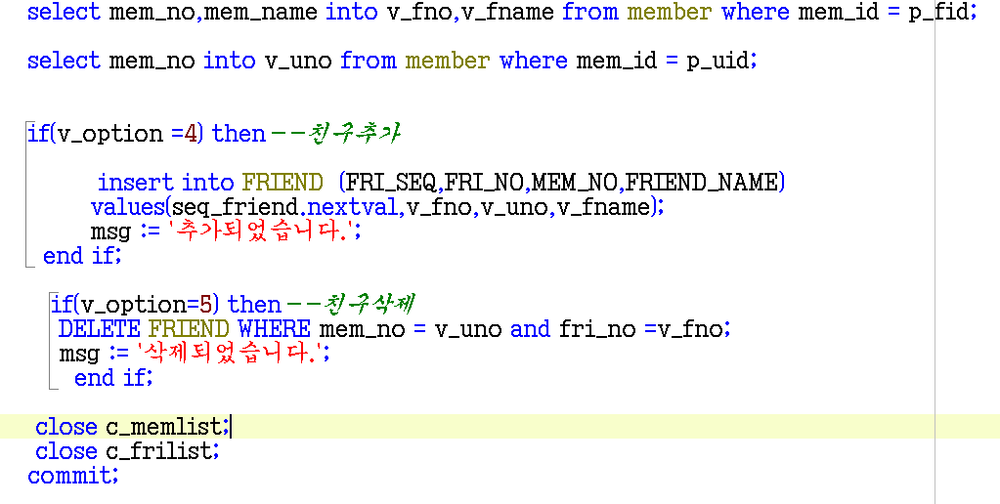 select mem_no,mem_name into v_fno,v_fname from member where mem_id = p_fid;
select mem_no into v_uno from member where mem_id = p_uid;
if(v_option =4) then --친구추가
insert into FRIEND (FRI_SEQ,FRI_NO,MEM_NO,FRIEND_NAME)
values(seq_friend.nextval,v_fno,v_uno,v_fname);
msg := '추가되었습니다.';
end if;
if(v_option=5) then --친구삭제
DELETE FRIEND WHERE mem_no = v_uno and fri_no =v_fno;
msg := '삭제되었습니다.';
end if;
close c_memlist;
close c_frilist;
commit;